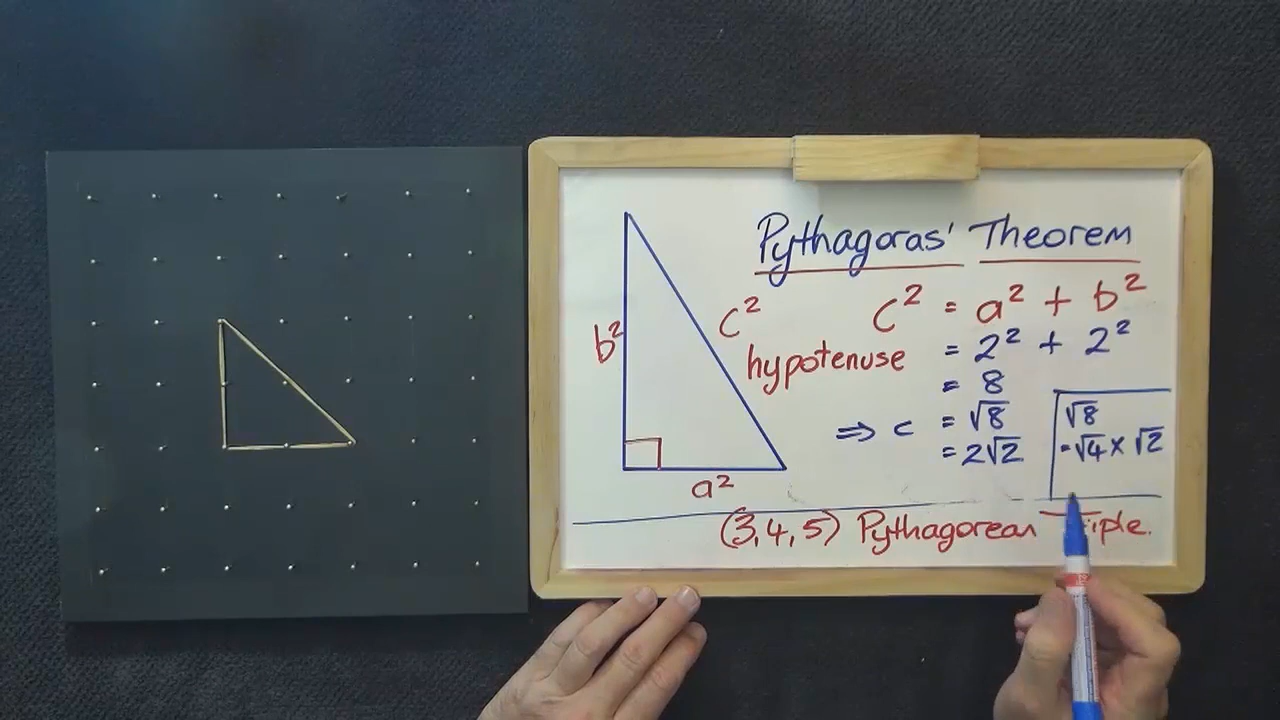 Pythagoras' Theorem
b²
c²
hypotenuse
a²
c² = a² + b²
= 2² + 2²
= 8
⇒ c = √8
= 2√2
√8
=√4 × √2
(3,4,5) Pythagorean